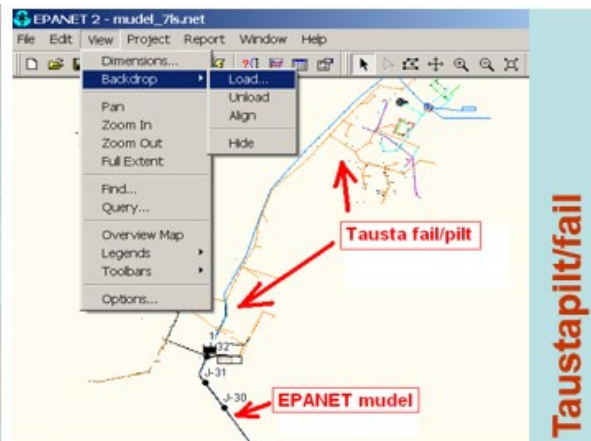 EPANET 2 - mudel_7ls.net
File Edit View Project Report Window Help
Dimensions...
Backdrop
Pan
Zoom In
Zoom Out
Full Extent
Find...
Query...
Overview Map
Legends
Toolbars
Options...
Load...
Unload
Align
Hide
Tausta fail/pilt
J-31
J-30
EPANET mudel
Taustapilt/fail